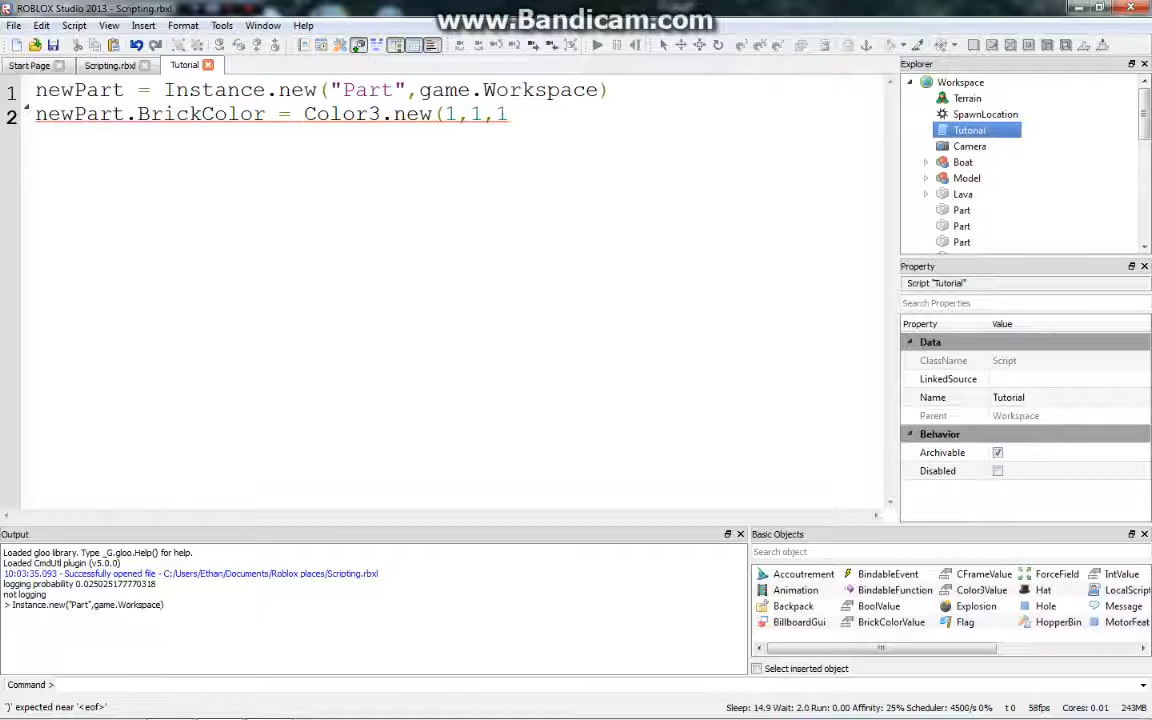 ROBLOX Studio 2013 - Scripting.rbxl
www.Bandicam.com
File Edit Script View Insert Format Tools Window Help
Start Page Scripting.rbxl Tutorial
1 newPart = Instance.new("Part",game.Workspace)
2 newPart.BrickColor = Color3.new(1,1,1
Explorer
Workspace
Terrain
SpawnLocation
Tutorial
Camera
Boat
Model
Lava
Part
Part
Part
Property
Script "Tutorial"
Search Properties
Property Value
Data
ClassName Script
LinkedSource
Name Tutorial
Parent Workspace
Behavior
Archivable
Disabled
Output
Loaded gloo library. Type _G.gloo.Help() for help.
Loaded CmdUtl plugin (v5.0.0)
10:03:35.093 - Successfully opened file - C:/Users/Ethan/Documents/Roblox places/Scripting.rbxl
logging probability 0.025025177770318
not logging
> Instance.new("Part",game.Workspace)
Basic Objects
Search object
Accoutrement BindableEvent CFrameValue ForceField IntValue
Animation BindableFunction Color3Value Hat LocalScript
Backpack BoolValue Explosion Hole Message
BillboardGui BrickColorValue Flag HopperBin MotorFeat
Select inserted object
Command >
')' expected near '<eof>'
Sleep: 14.9 Wait: 2.0 Run: 0.00 Affinity: 25% Scheduler: 4500/s 0% t 0 58fps Cores: 0.01 243MB